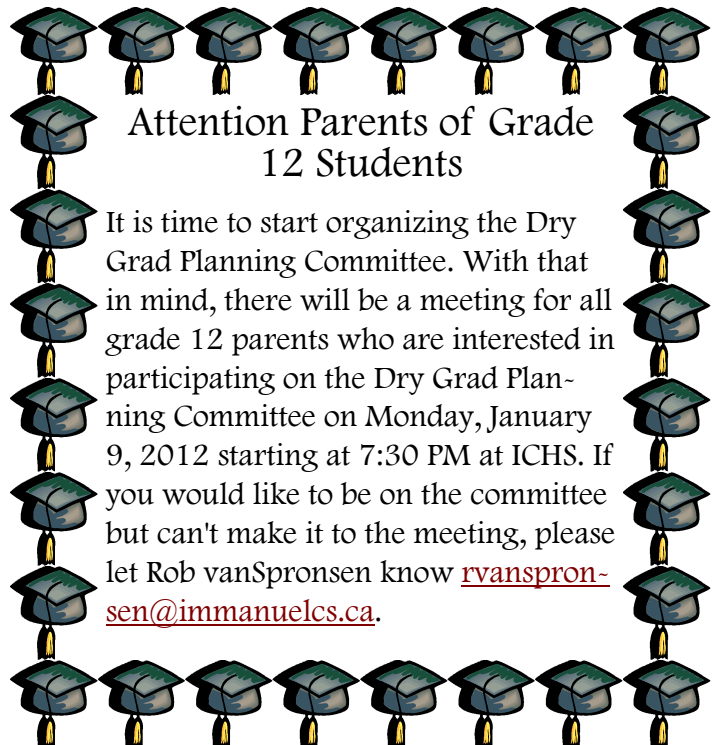 Attention Parents of Grade
12 Students
It is time to start organizing the Dry
Grad Planning Committee. With that
in mind, there will be a meeting for all
grade 12 parents who are interested in
participating on the Dry Grad Plan-
ning Committee on Monday, January
9, 2012 starting at 7:30 PM at ICHS. If
you would like to be on the committee
but can't make it to the meeting, please
let Rob vanSpronsen know rvanspron-
sen@immanuelcs.ca.